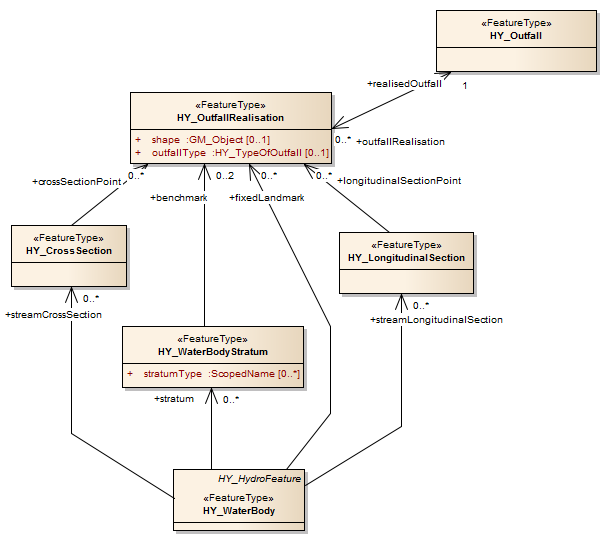 «FeatureType»
HY_Outfall
+realisedOutfall
1
«FeatureType»
HY_OutfallRealisation
+ shape :GM_Object [0..1]
+ outfallType :HY_TypeOfOutfall [0..1]
0..*
+outfallRealisation
+crossSectionPoint
0..*
0..2
+benchmark
0..*
+fixedLandmark
0..*
+longitudinalSectionPoint
«FeatureType»
HY_CrossSection
«FeatureType»
HY_LongitudinalSection
0..*
+streamCrossSection
0..*
+streamLongitudinalSection
«FeatureType»
HY_WaterBodyStratum
+ stratumType :ScopedName [0..*]
+stratum
0..*
HY_HydroFeature
«FeatureType»
HY_WaterBody